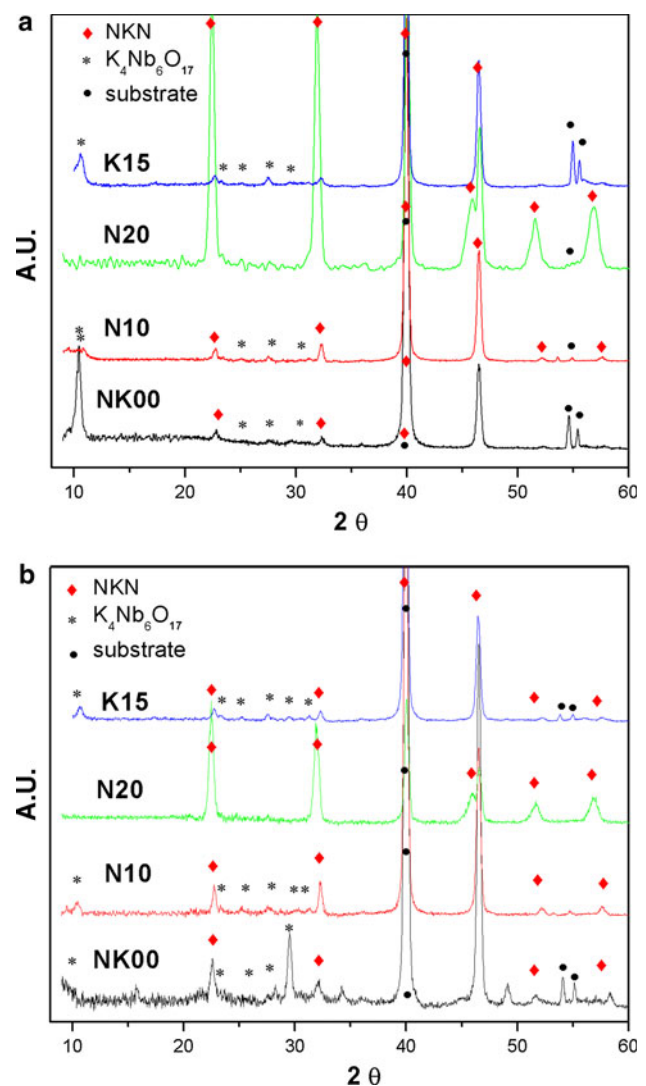 a
♦ NKN
* K₄Nb₆O₁₇
• substrate
K15
N20
N10
NK00
A.U.
10 20 30 40 50 60
2 θ
b
♦ NKN
* K₄Nb₆O₁₇
• substrate
K15
N20
N10
NK00
A.U.
10 20 30 40 50 60
2 θ